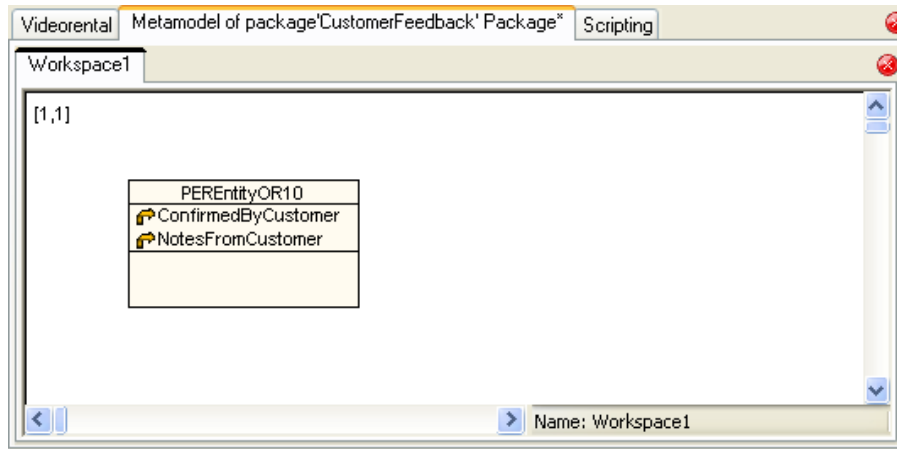 Videorental Metamodel of package'CustomerFeedback' Package* Scripting
Workspace1
[1,1]
PEREntityOR10
ConfirmedByCustomer
NotesFromCustomer
Name: Workspace1